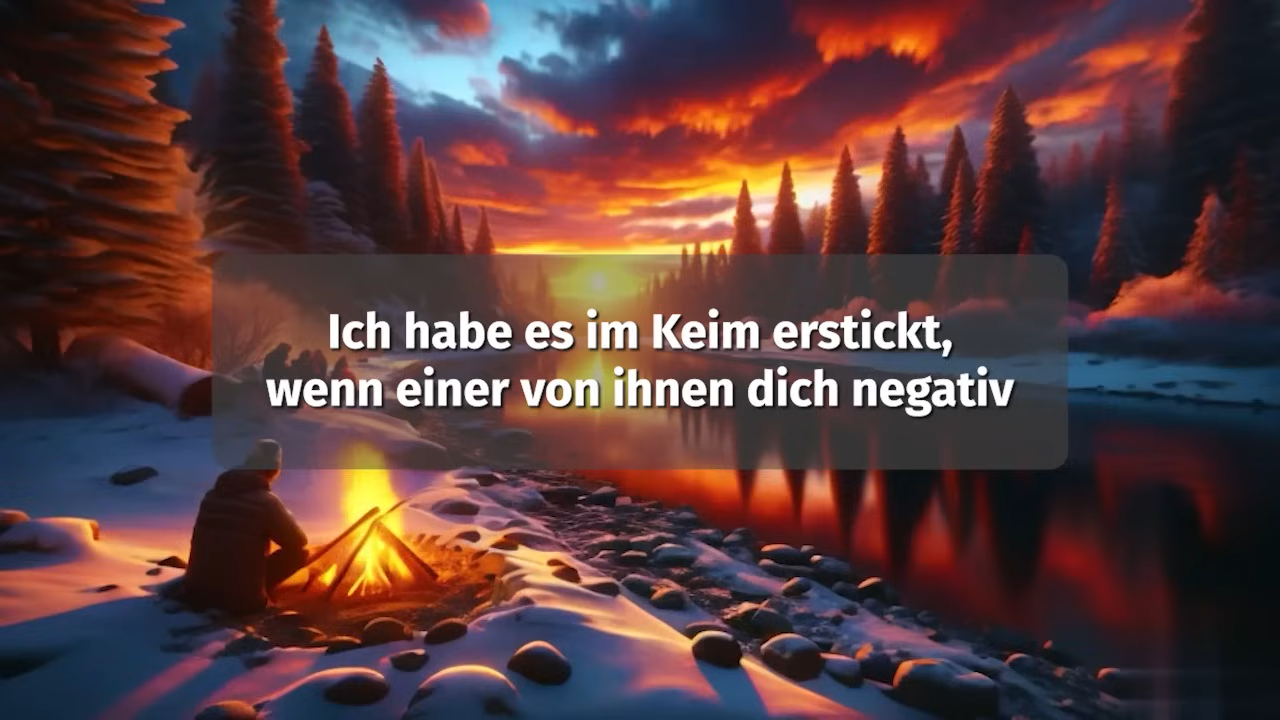 Ich habe es im Keim erstickt,
wenn einer von ihnen dich negativ